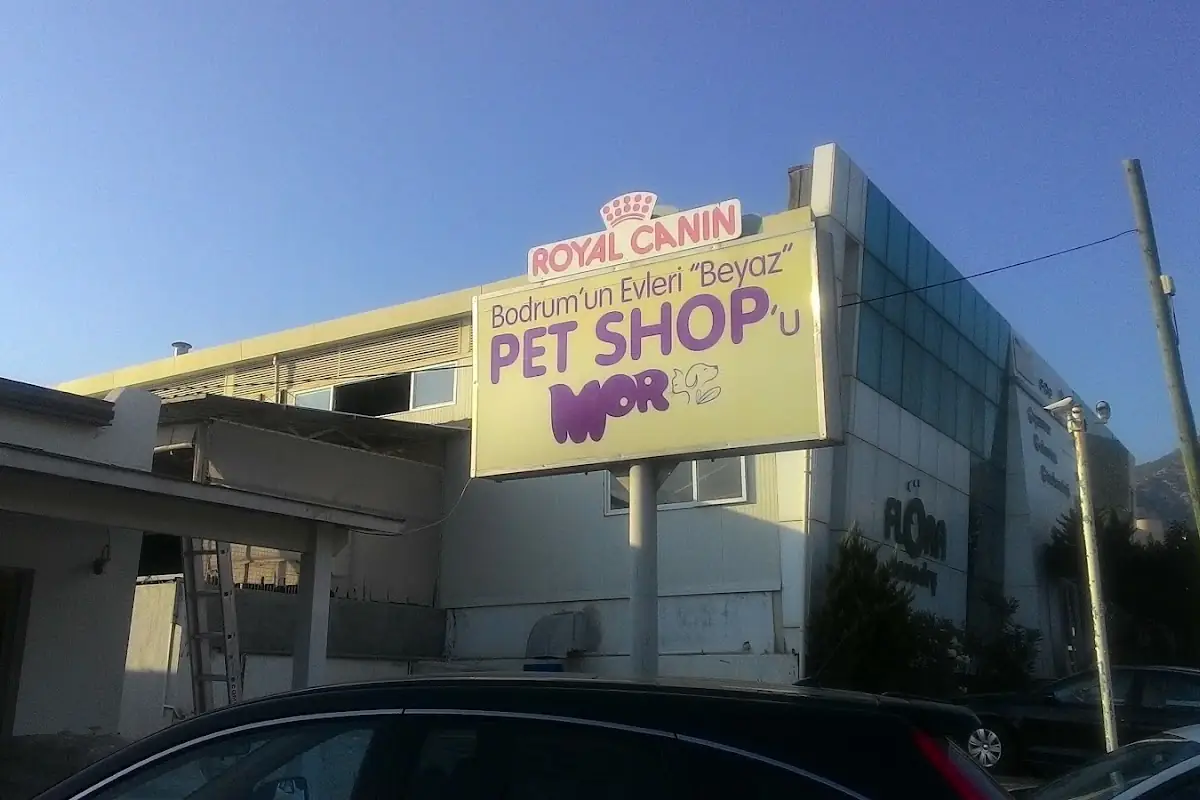 ROYAL CANIN
Bodrum'un Evleri "Beyaz"
PET SHOP'u
MOR
FLORA